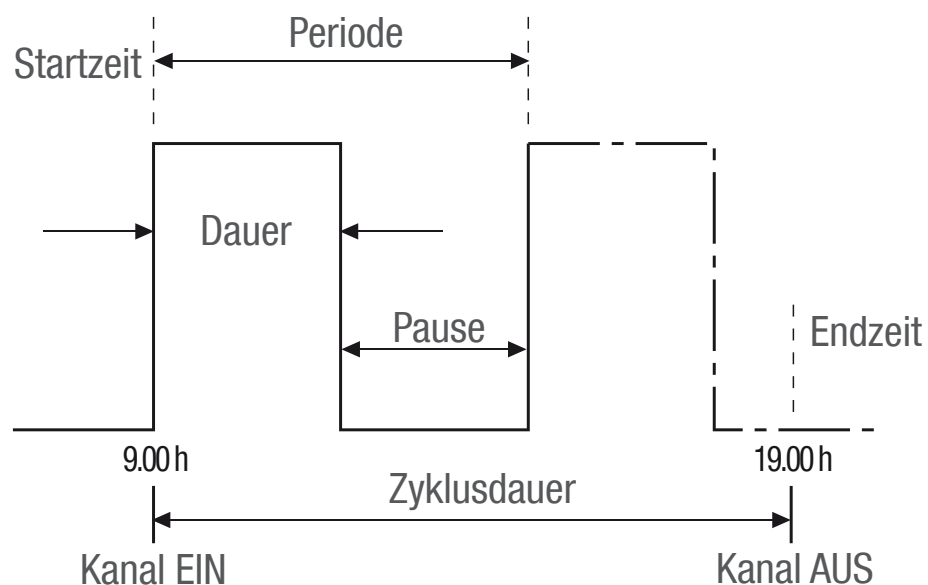 Periode
Startzeit
Dauer
Pause
Endzeit
9.00 h
19.00 h
Zyklusdauer
Kanal EIN
Kanal AUS